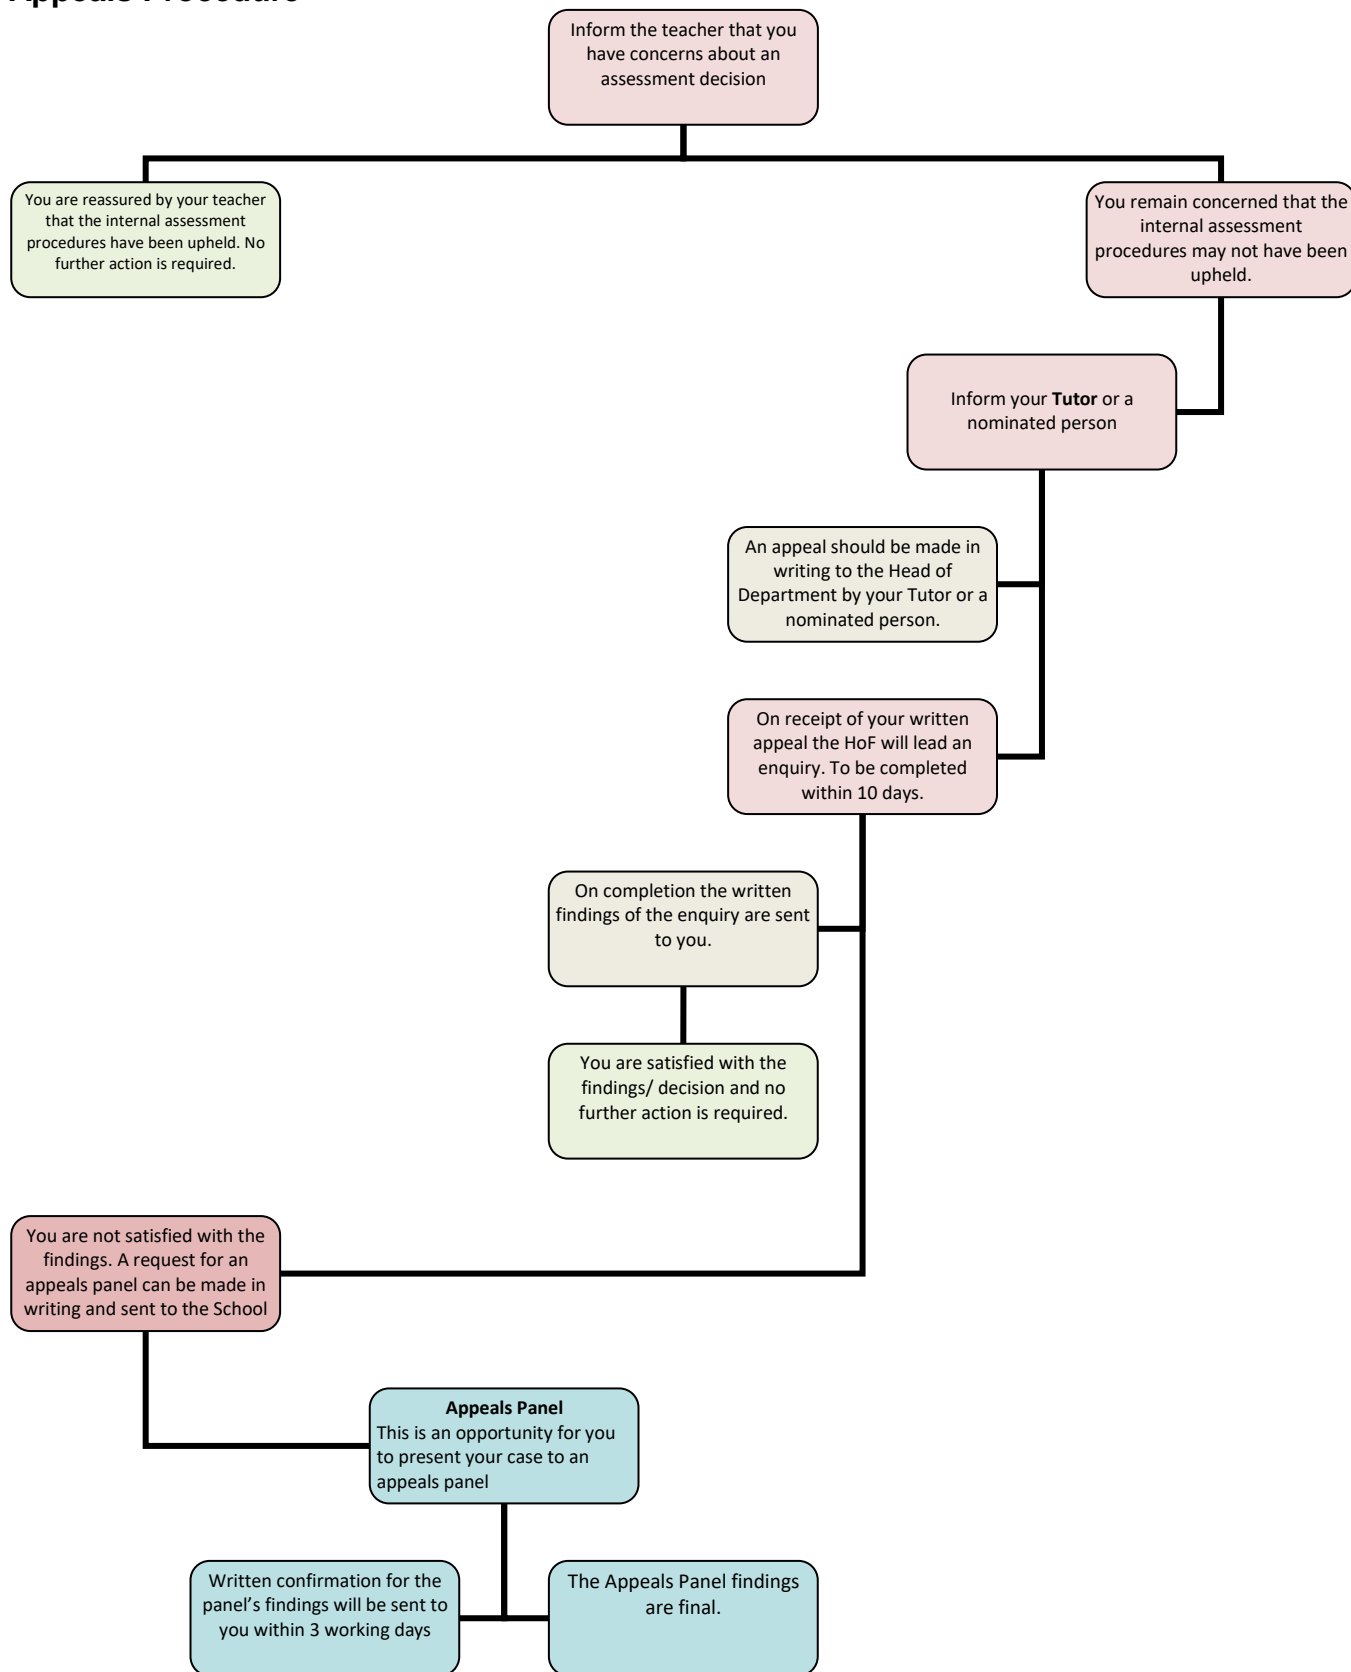 Appeals Procedure
Inform the teacher that you
have concerns about an
assessment decision
You are reassured by your teacher
that the internal assessment
procedures have been upheld. No
further action is required.
You remain concerned that the
internal assessment
procedures may not have been
upheld.
Inform your Tutor or a
nominated person
An appeal should be made in
writing to the Head of
Department by your Tutor or a
nominated person.
On receipt of your written
appeal the HoF will lead an
enquiry. To be completed
within 10 days.
On completion the written
findings of the enquiry are sent
to you.
You are satisfied with the
findings/ decision and no
further action is required.
You are not satisfied with the
findings. A request for an
appeals panel can be made in
writing and sent to the School
Appeals Panel
This is an opportunity for you
to present your case to an
appeals panel
Written confirmation for the
panel’s findings will be sent to
you within 3 working days
The Appeals Panel findings
are final.